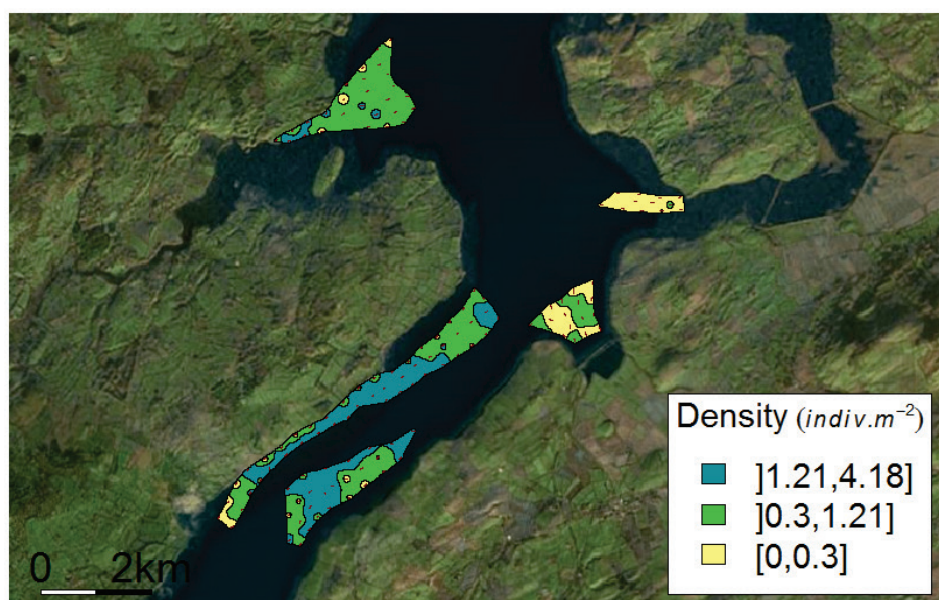 Density (indiv.m−2)
]1.21,4.18]
]0.3,1.21]
[0,0.3]
0 2km